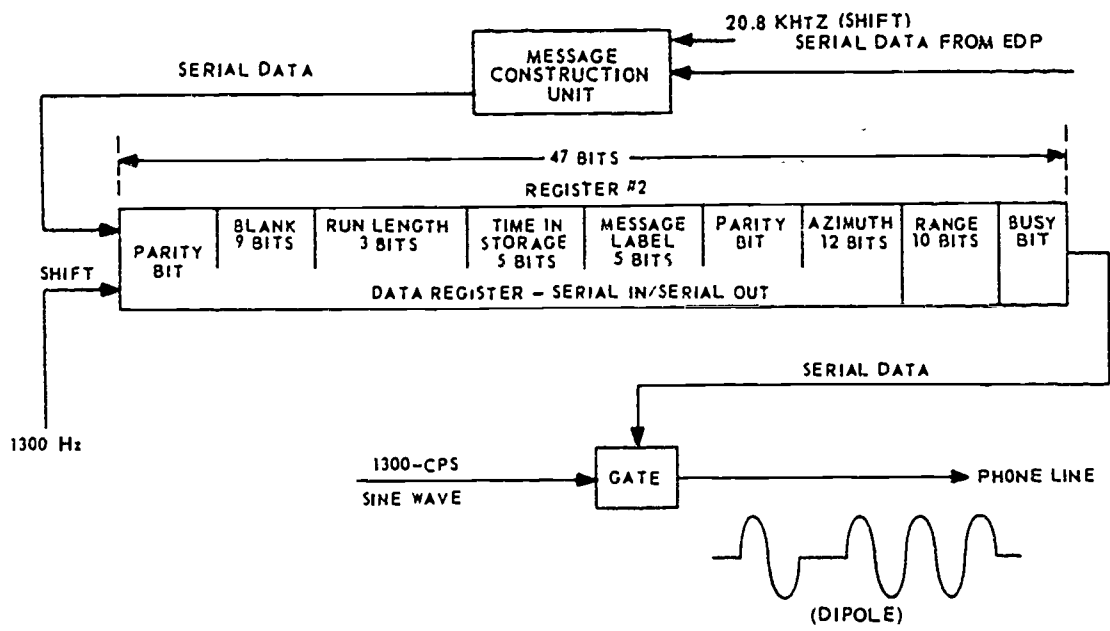 20.8 KHTZ (SHIFT)
SERIAL DATA FROM EDP
MESSAGE
CONSTRUCTION
UNIT
SERIAL DATA
47 BITS
REGISTER #2
PARITY
BIT
BLANK
9 BITS
RUN LENGTH
3 BITS
TIME IN
STORAGE
5 BITS
MESSAGE
LABEL
5 BITS
PARITY
BIT
AZIMUTH
12 BITS
RANGE
10 BITS
BUSY
BIT
SHIFT
DATA REGISTER - SERIAL IN/SERIAL OUT
SERIAL DATA
1300 Hz
1300-CPS
SINE WAVE
GATE
PHONE LINE
(DIPOLE)